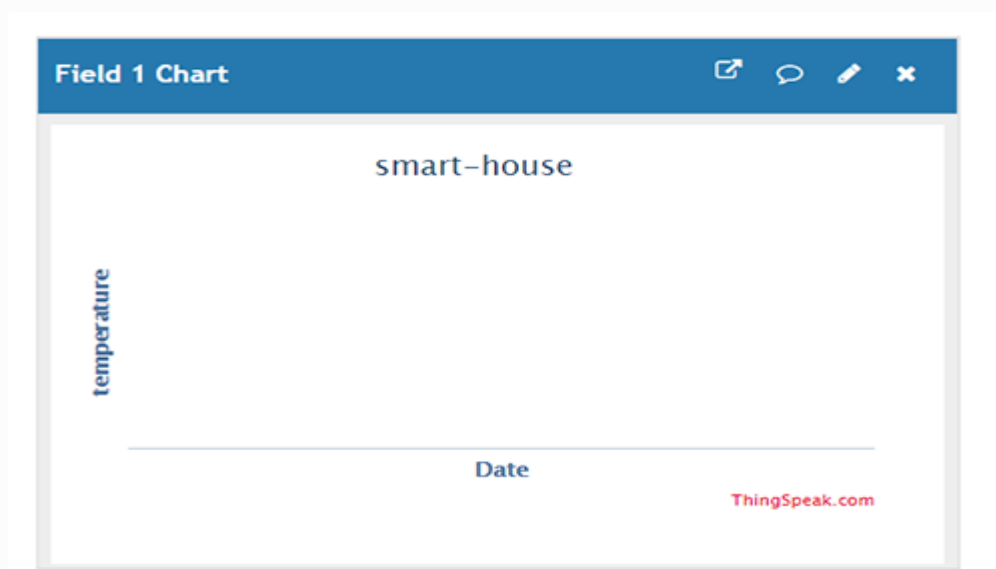 Field 1 Chart
smart-house
temperature
Date
ThingSpeak.com